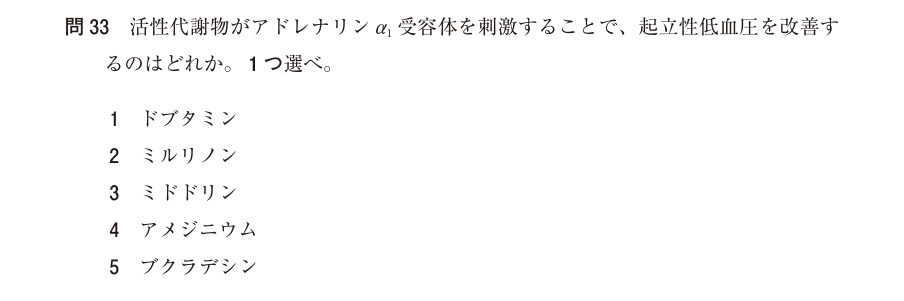 問 33　活性代謝物がアドレナリン α₁ 受容体を刺激することで、起立性低血圧を改善す
るのはどれか。1つ選べ。
1　ドブタミン
2　ミルリノン
3　ミドドリン
4　アメジニウム
5　ブクラデシン